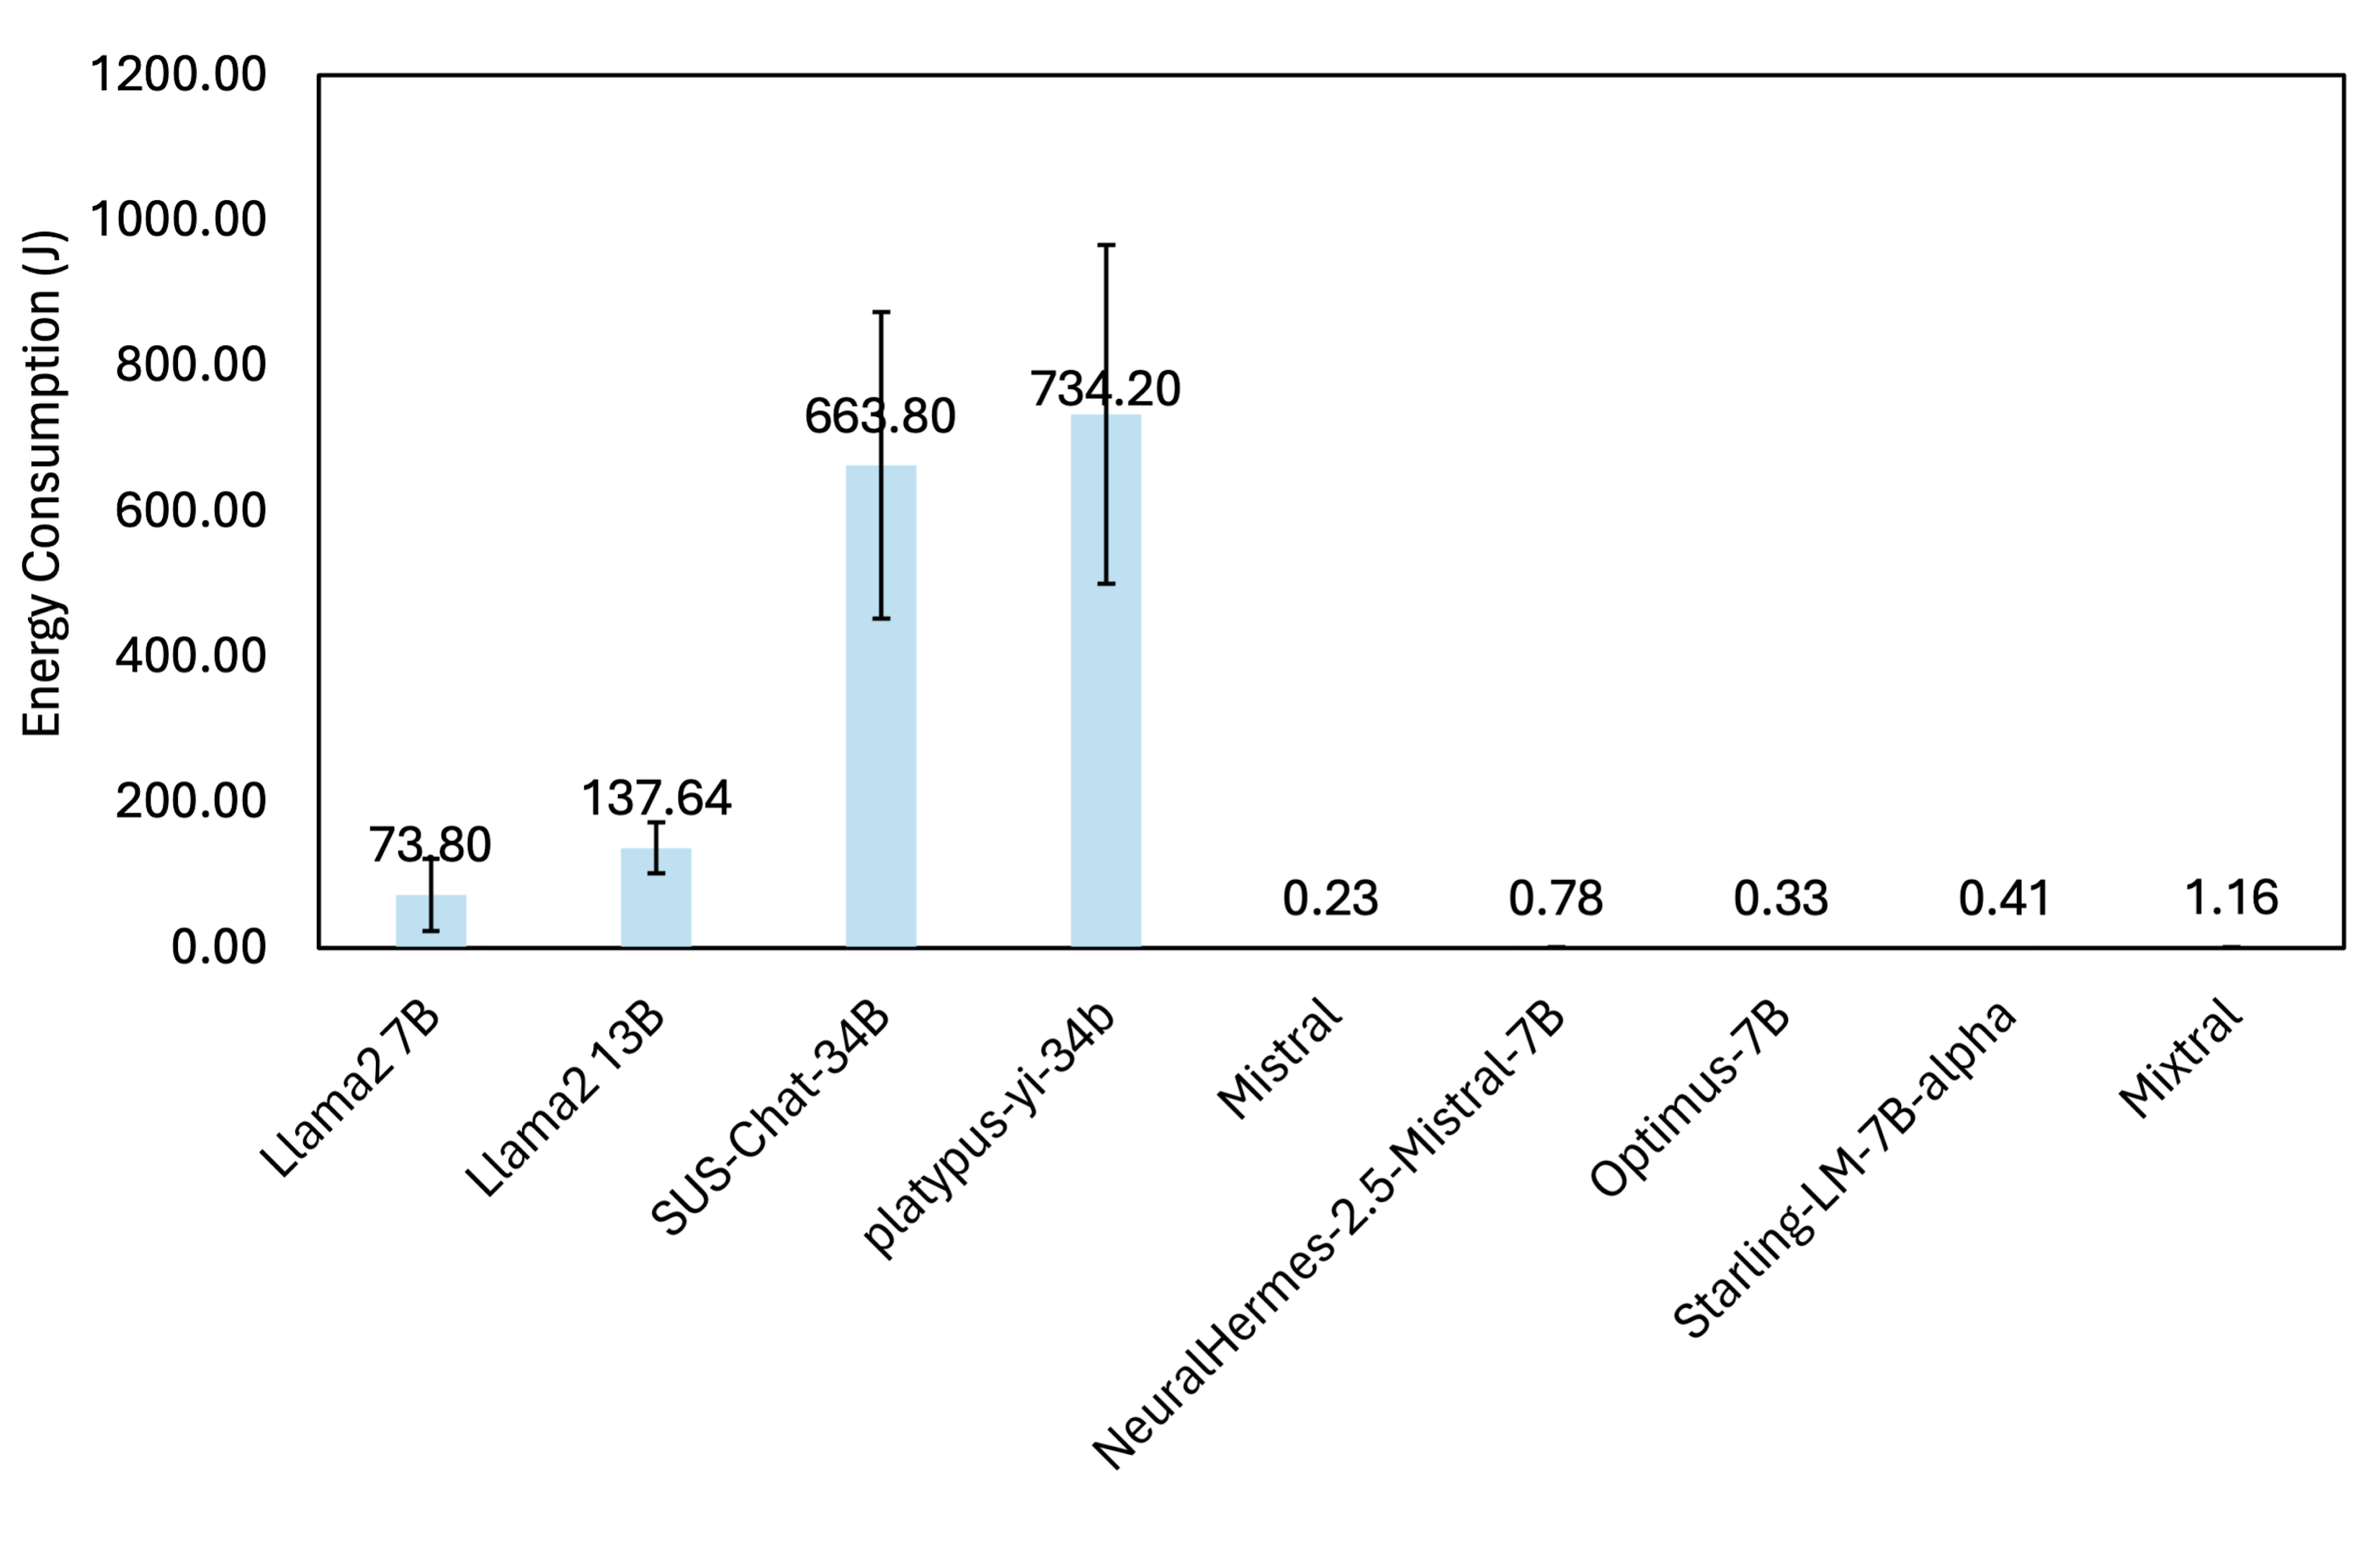 Energy Consumption (J)
1200.00
1000.00
800.00
600.00
400.00
200.00
0.00
73.80
137.64
663.80
734.20
0.23
0.78
0.33
0.41
1.16
Llama2 7B
Llama2 13B
SUS-Chat-34B
platypus-yi-34b
Mistral
NeuralHermes-2.5-Mistral-7B
Optimus-7B
Starling-LM-7B-alpha
Mixtral